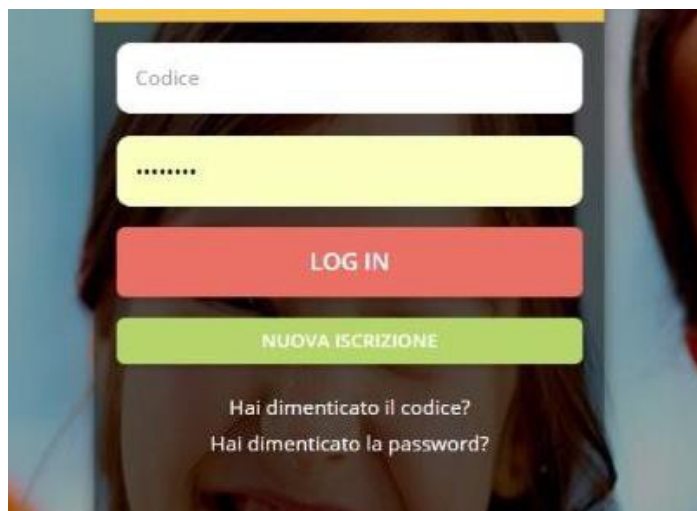 Codice
••••••••
LOG IN
NUOVA ISCRIZIONE
Hai dimenticato il codice?
Hai dimenticato la password?